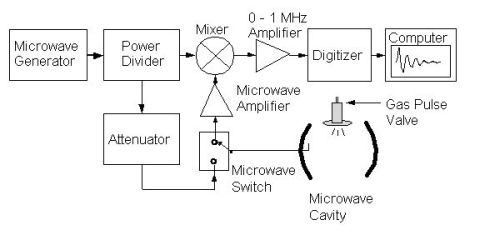 0 - 1 MHz
Amplifier
Mixer
Computer
Microwave
Generator
Power
Divider
Digitizer
Microwave
Amplifier
Gas Pulse
Valve
Attenuator
Microwave
Switch
Microwave
Cavity